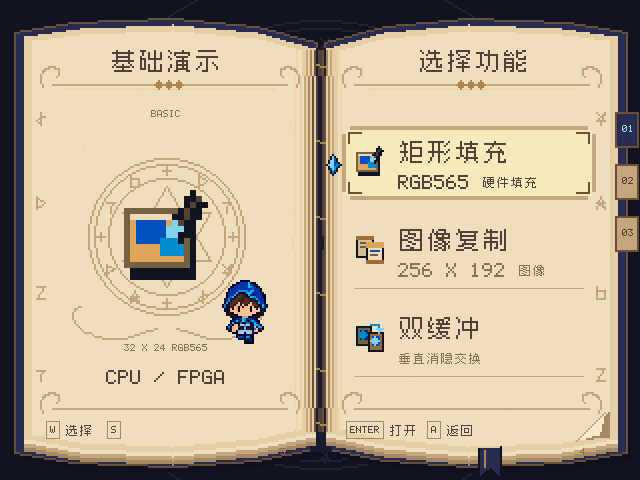 基础演示
BASIC
32 X 24 RGB565
CPU / FPGA
W 选择 S
选择功能
矩形填充
RGB565 硬件填充
图像复制
256 X 192 图像
双缓冲
垂直消隐交换
ENTER 打开 A 返回
01
02
03